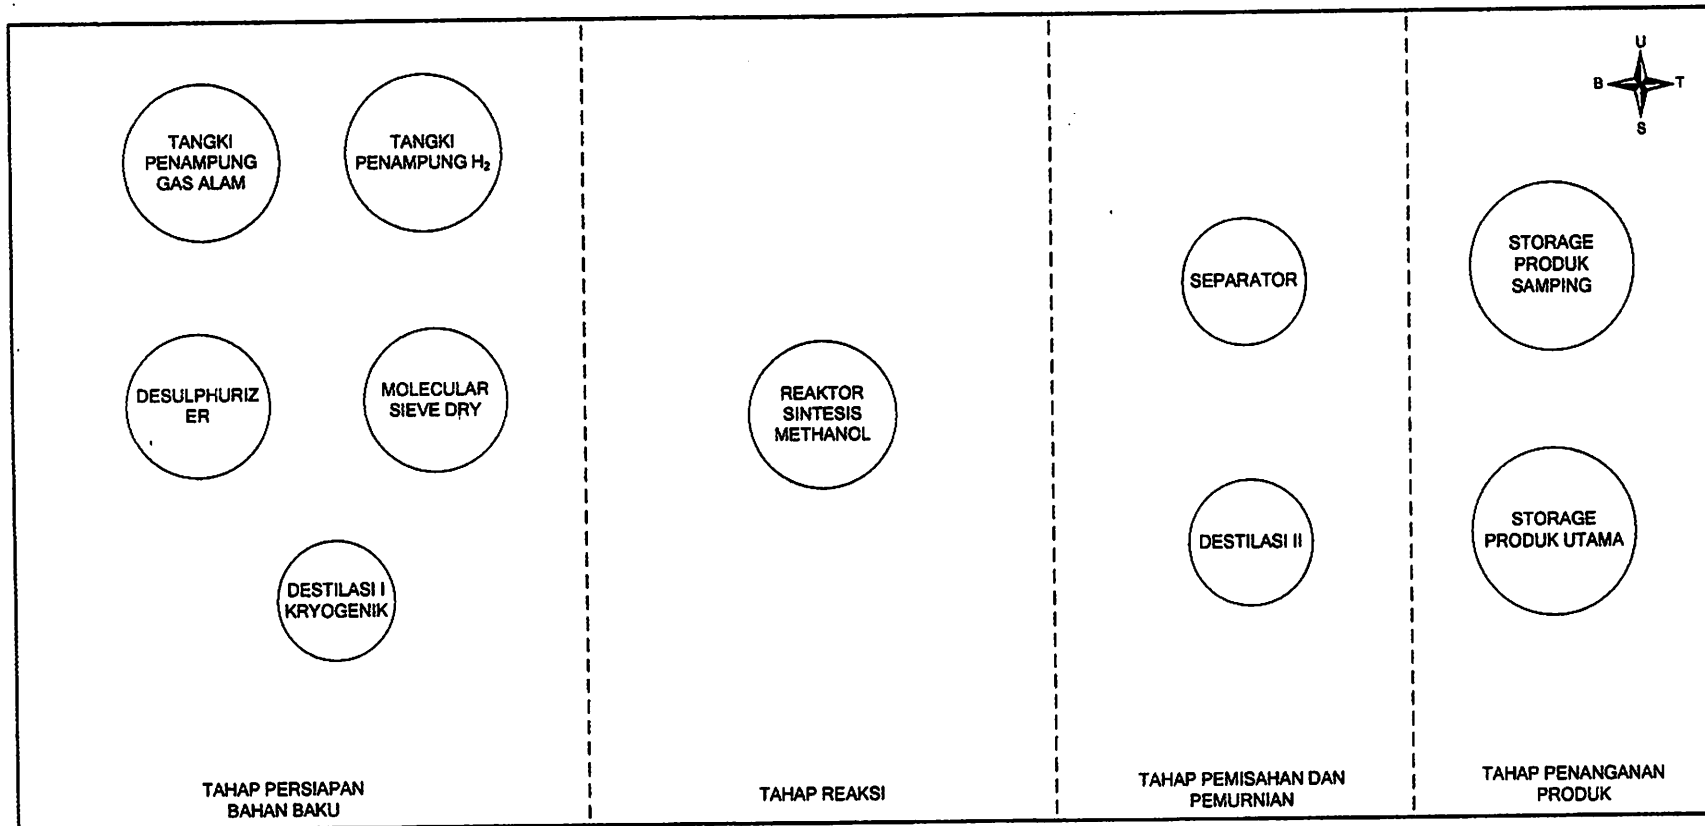 U
B
T
S
TANGKI
PENAMPUNG
GAS ALAM
TANGKI
PENAMPUNG H₂
SEPARATOR
STORAGE
PRODUK
SAMPING
DESULPHURIZ
ER
MOLECULAR
SIEVE DRY
REAKTOR
SINTESIS
METHANOL
DESTILASI I
KRYOGENIK
DESTILASI II
STORAGE
PRODUK UTAMA
TAHAP PERSIAPAN
BAHAN BAKU
TAHAP REAKSI
TAHAP PEMISAHAN DAN
PEMURNIAN
TAHAP PENANGANAN
PRODUK